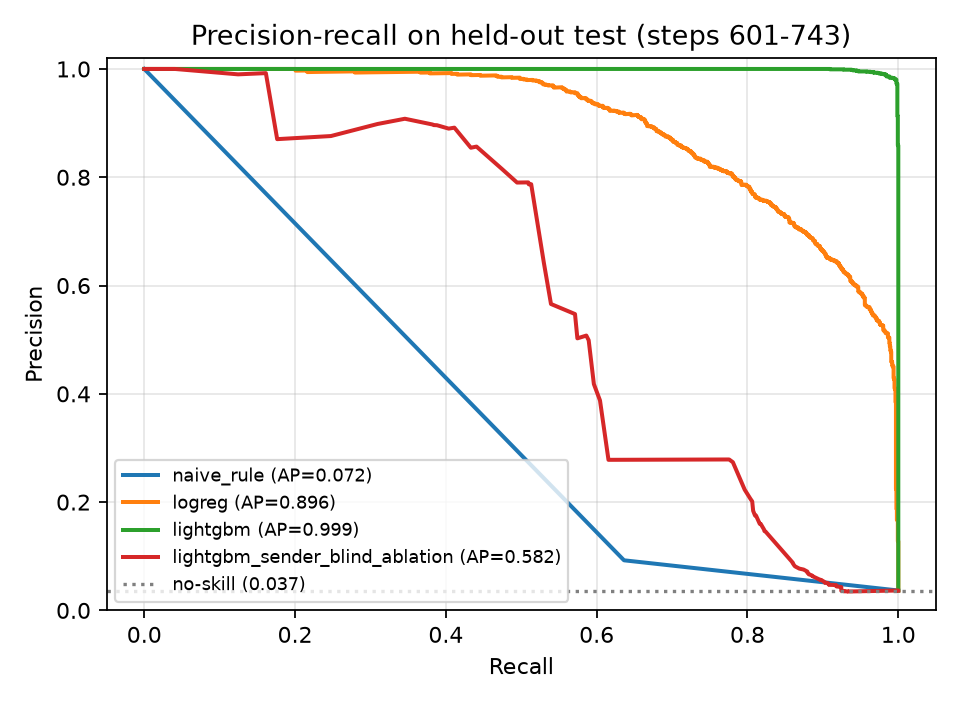 Precision-recall on held-out test (steps 601-743)
Precision
1.0
0.8
0.6
0.4
0.2
0.0
naive_rule (AP=0.072)
logreg (AP=0.896)
lightgbm (AP=0.999)
lightgbm_sender_blind_ablation (AP=0.582)
no-skill (0.037)
0.0 0.2 0.4 0.6 0.8 1.0
Recall